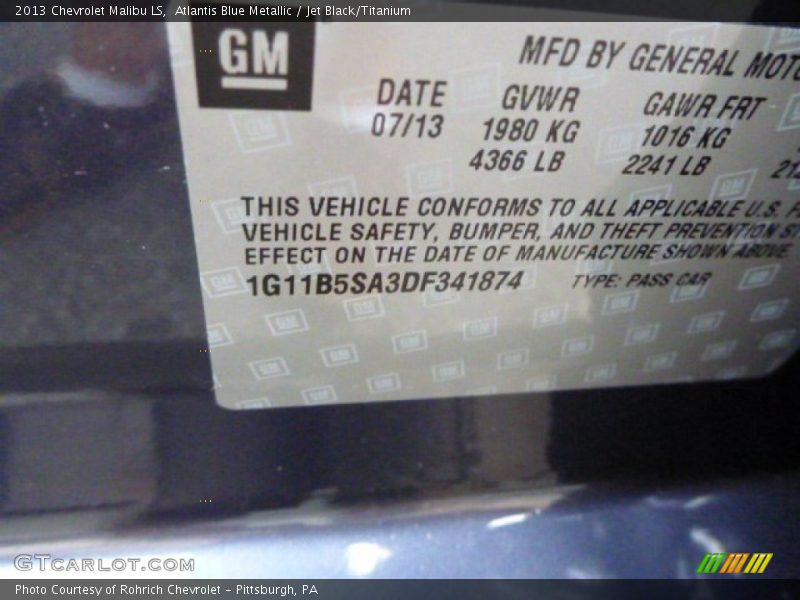 2013 Chevrolet Malibu LS, Atlantis Blue Metallic / Jet Black/Titanium
GM
MFD BY GENERAL
DATE GVWR GAWR FRT
07/13 1980 KG 1016 KG
4366 LB 2241 LB
THIS VEHICLE CONFORMS TO ALL APPLICABLE U.S.
VEHICLE SAFETY, BUMPER, AND THEFT PREVENTION
EFFECT ON THE DATE OF MANUFACTURE SHOWN ABOVE
1G11B5SA3DF341874 TYPE: PASS CAR
GTCARLOT.COM
Photo Courtesy of Rohrich Chevrolet – Pittsburgh, PA